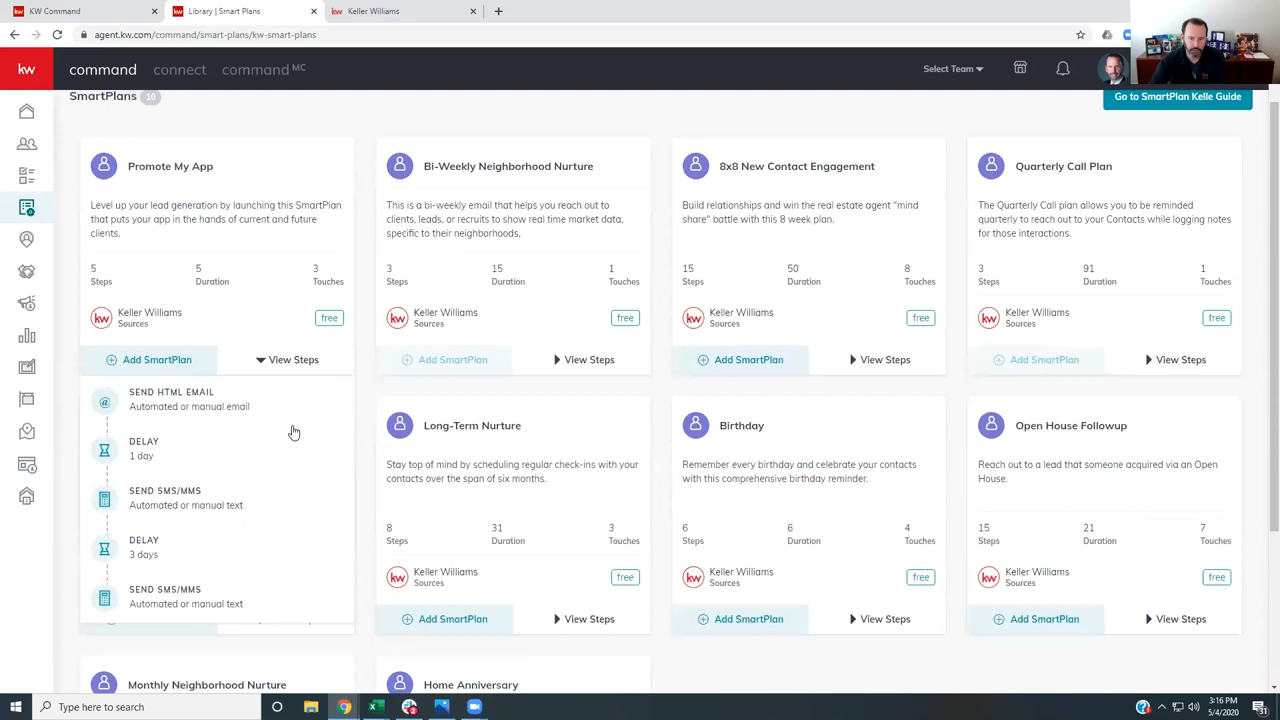 KW Command
Library | Smart Plans
Keller Williams
agent.kw.com/command/smart-plans/kw-smart-plans
kw
command
connect
command MC
Select Team
SmartPlans 10
Go to SmartPlan Kelle Guide
Promote My App
Level up your lead generation by launching this SmartPlan
that puts your app in the hands of current and future
clients.
5 5 3
Steps Duration Touches
kw Keller Williams
Sources
free
Add SmartPlan
View Steps
SEND HTML EMAIL
Automated or manual email
DELAY
1 day
SEND SMS/MMS
Automated or manual text
DELAY
3 days
SEND SMS/MMS
Automated or manual text
Bi-Weekly Neighborhood Nurture
This is a bi-weekly email that helps you reach out to
clients, leads, or recruits to show real time market data,
specific to their neighborhoods.
3 15 1
Steps Duration Touches
kw Keller Williams
Sources
free
Add SmartPlan
View Steps
8x8 New Contact Engagement
Build relationships and win the real estate agent "mind
share" battle with this 8 week plan.
15 50 8
Steps Duration Touches
kw Keller Williams
Sources
free
Add SmartPlan
View Steps
Quarterly Call Plan
The Quarterly Call plan allows you to be reminded
quarterly to reach out to your Contacts while logging notes
for those interactions.
3 91 1
Steps Duration Touches
kw Keller Williams
Sources
free
Add SmartPlan
View Steps
Long-Term Nurture
Stay top of mind by scheduling regular check-ins with your
contacts over the span of six months.
8 31 3
Steps Duration Touches
kw Keller Williams
Sources
free
Add SmartPlan
View Steps
Birthday
Remember every birthday and celebrate your contacts
with this comprehensive birthday reminder.
6 6 4
Steps Duration Touches
kw Keller Williams
Sources
free
Add SmartPlan
View Steps
Open House Followup
Reach out to a lead that someone acquired via an Open
House.
15 21 7
Steps Duration Touches
kw Keller Williams
Sources
free
Add SmartPlan
View Steps
Monthly Neighborhood Nurture
Home Anniversary
Type here to search
3:16 PM
5/4/2020